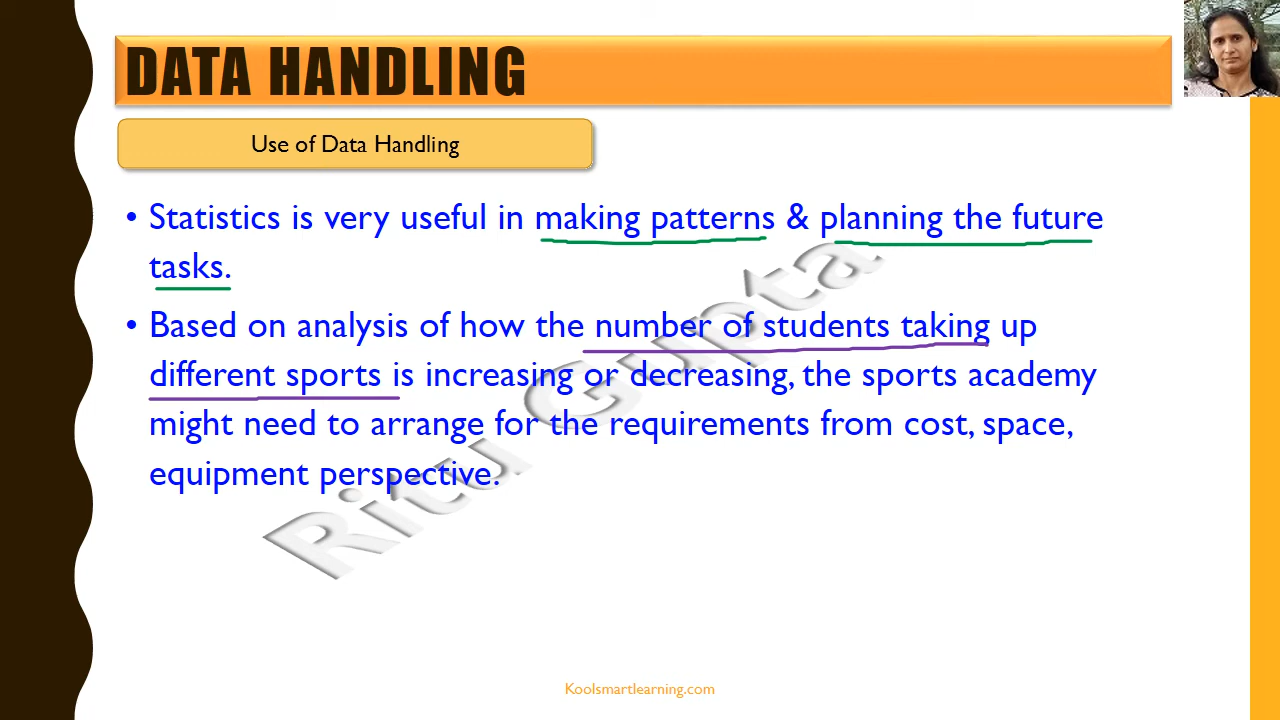 DATA HANDLING
Use of Data Handling
• Statistics is very useful in making patterns & planning the future
tasks.
• Based on analysis of how the number of students taking up
different sports is increasing or decreasing, the sports academy
might need to arrange for the requirements from cost, space,
equipment perspective.
Ritu Gupta
Koolsmartlearning.com